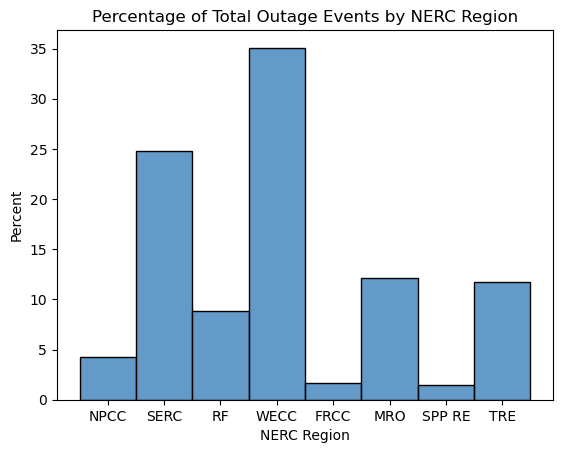 Percentage of Total Outage Events by NERC Region
Percent
35
30
25
20
15
10
5
0
NPCC SERC RF WECC FRCC MRO SPP RE TRE
NERC Region